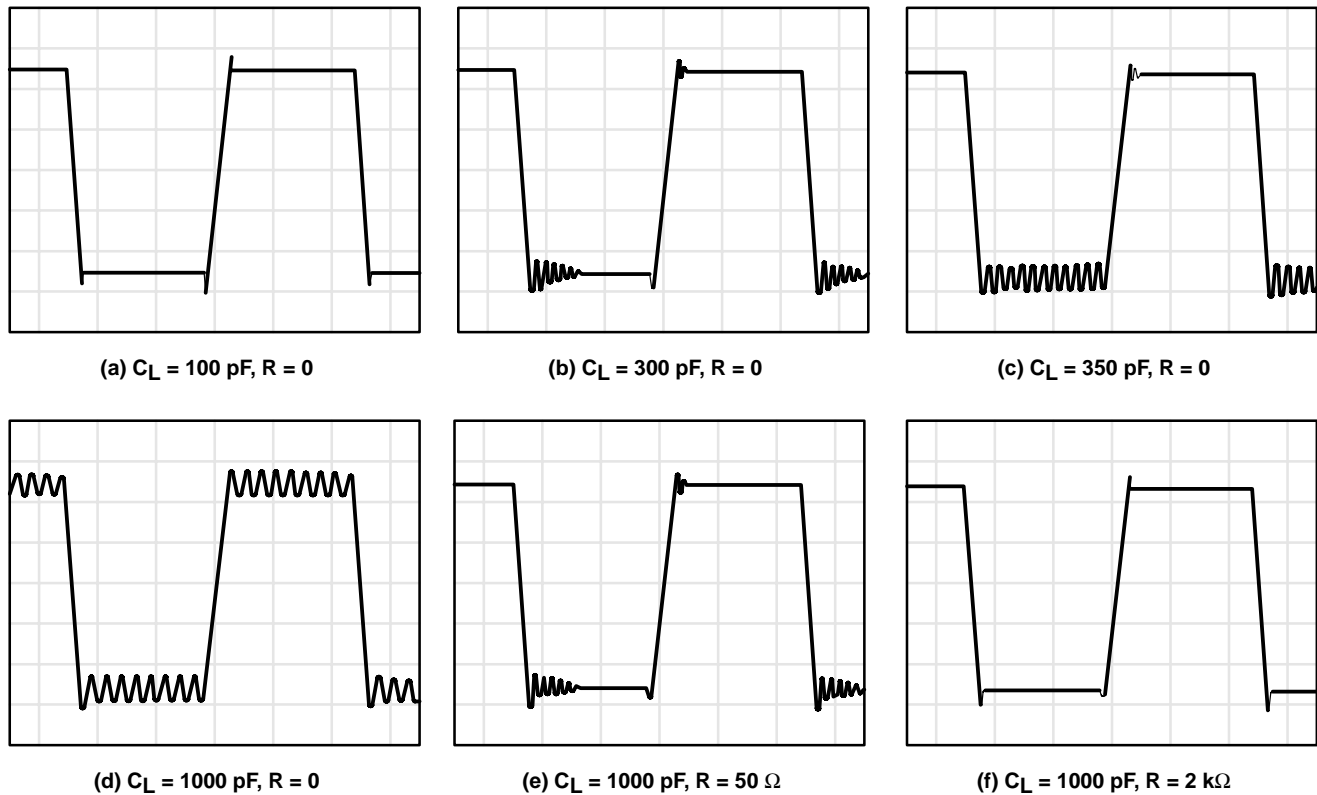 (a) CL = 100 pF, R = 0
(b) CL = 300 pF, R = 0
(c) CL = 350 pF, R = 0
(d) CL = 1000 pF, R = 0
(e) CL = 1000 pF, R = 50 Ω
(f) CL = 1000 pF, R = 2 kΩ